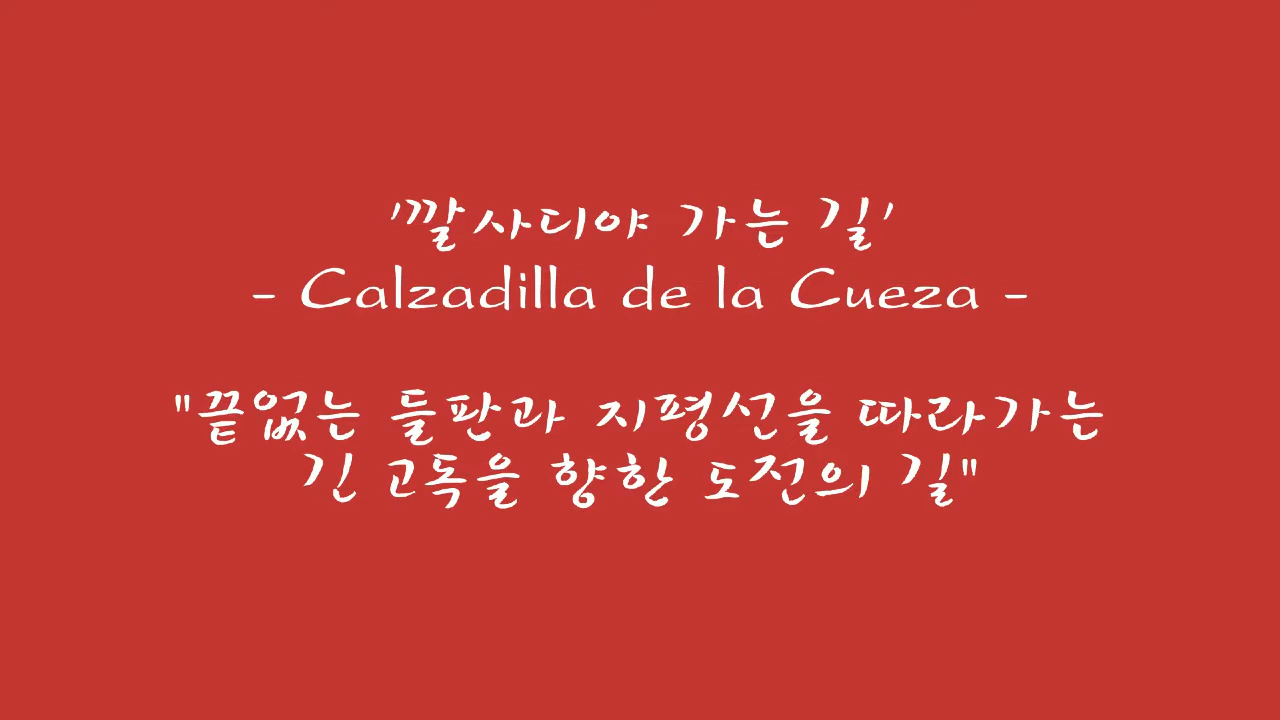 '깔사디야 가는 길'
- Calzadilla de la Cueza -
"끝없는 들판과 지평선을 따라가는
긴 고독을 향한 도전의 길"